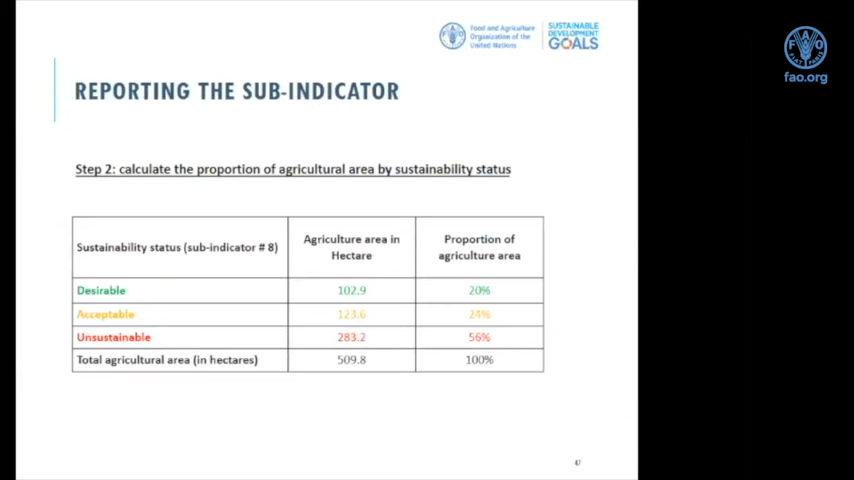 Food and Agriculture
Organization of the
United Nations
SUSTAINABLE
DEVELOPMENT
GOALS
FAO
FIAT PANIS
fao.org
REPORTING THE SUB-INDICATOR
Step 2: calculate the proportion of agricultural area by sustainability status
Sustainability status (sub-indicator # 8)
Agriculture area in
Hectare
Proportion of
agriculture area
Desirable 102.9 20%
Acceptable 123.6 24%
Unsustainable 283.2 56%
Total agricultural area (in hectares) 509.8 100%